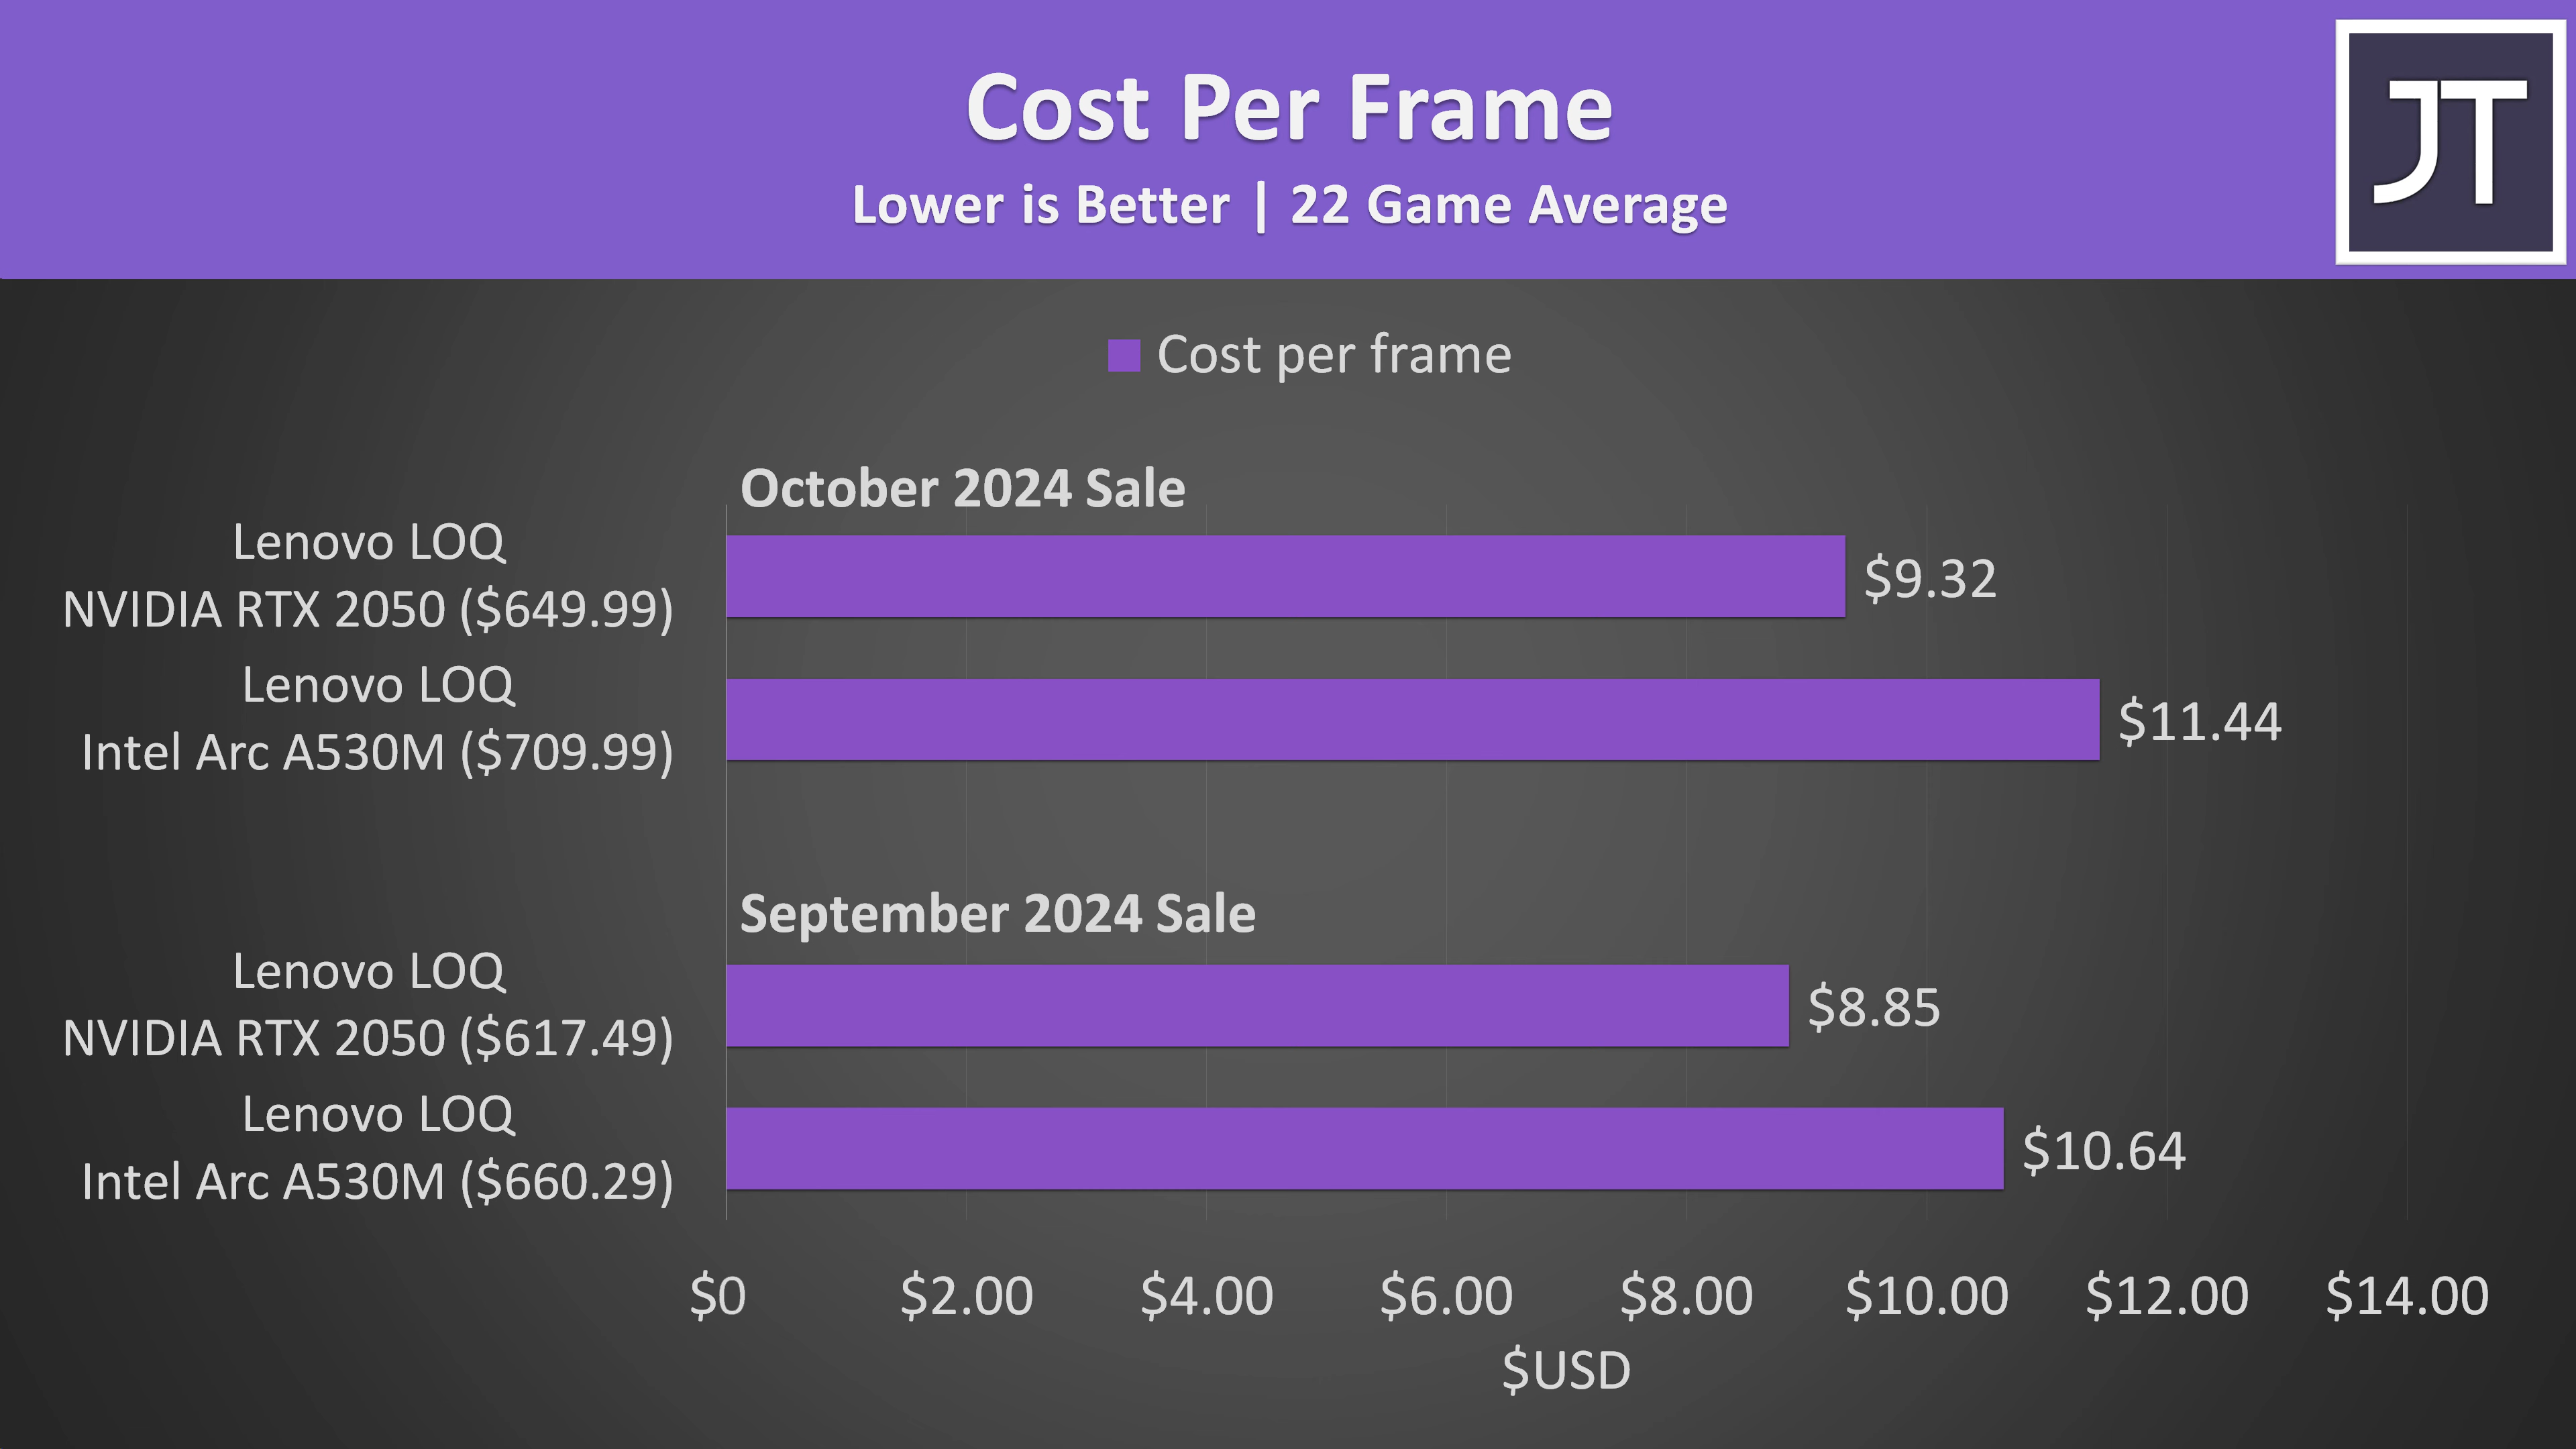 Cost Per Frame
Lower is Better | 22 Game Average
JT
Cost per frame
October 2024 Sale
Lenovo LOQ
NVIDIA RTX 2050 ($649.99)
$9.32
Lenovo LOQ
Intel Arc A530M ($709.99)
$11.44
September 2024 Sale
Lenovo LOQ
NVIDIA RTX 2050 ($617.49)
$8.85
Lenovo LOQ
Intel Arc A530M ($660.29)
$10.64
$0 $2.00 $4.00 $6.00 $8.00 $10.00 $12.00 $14.00
$USD